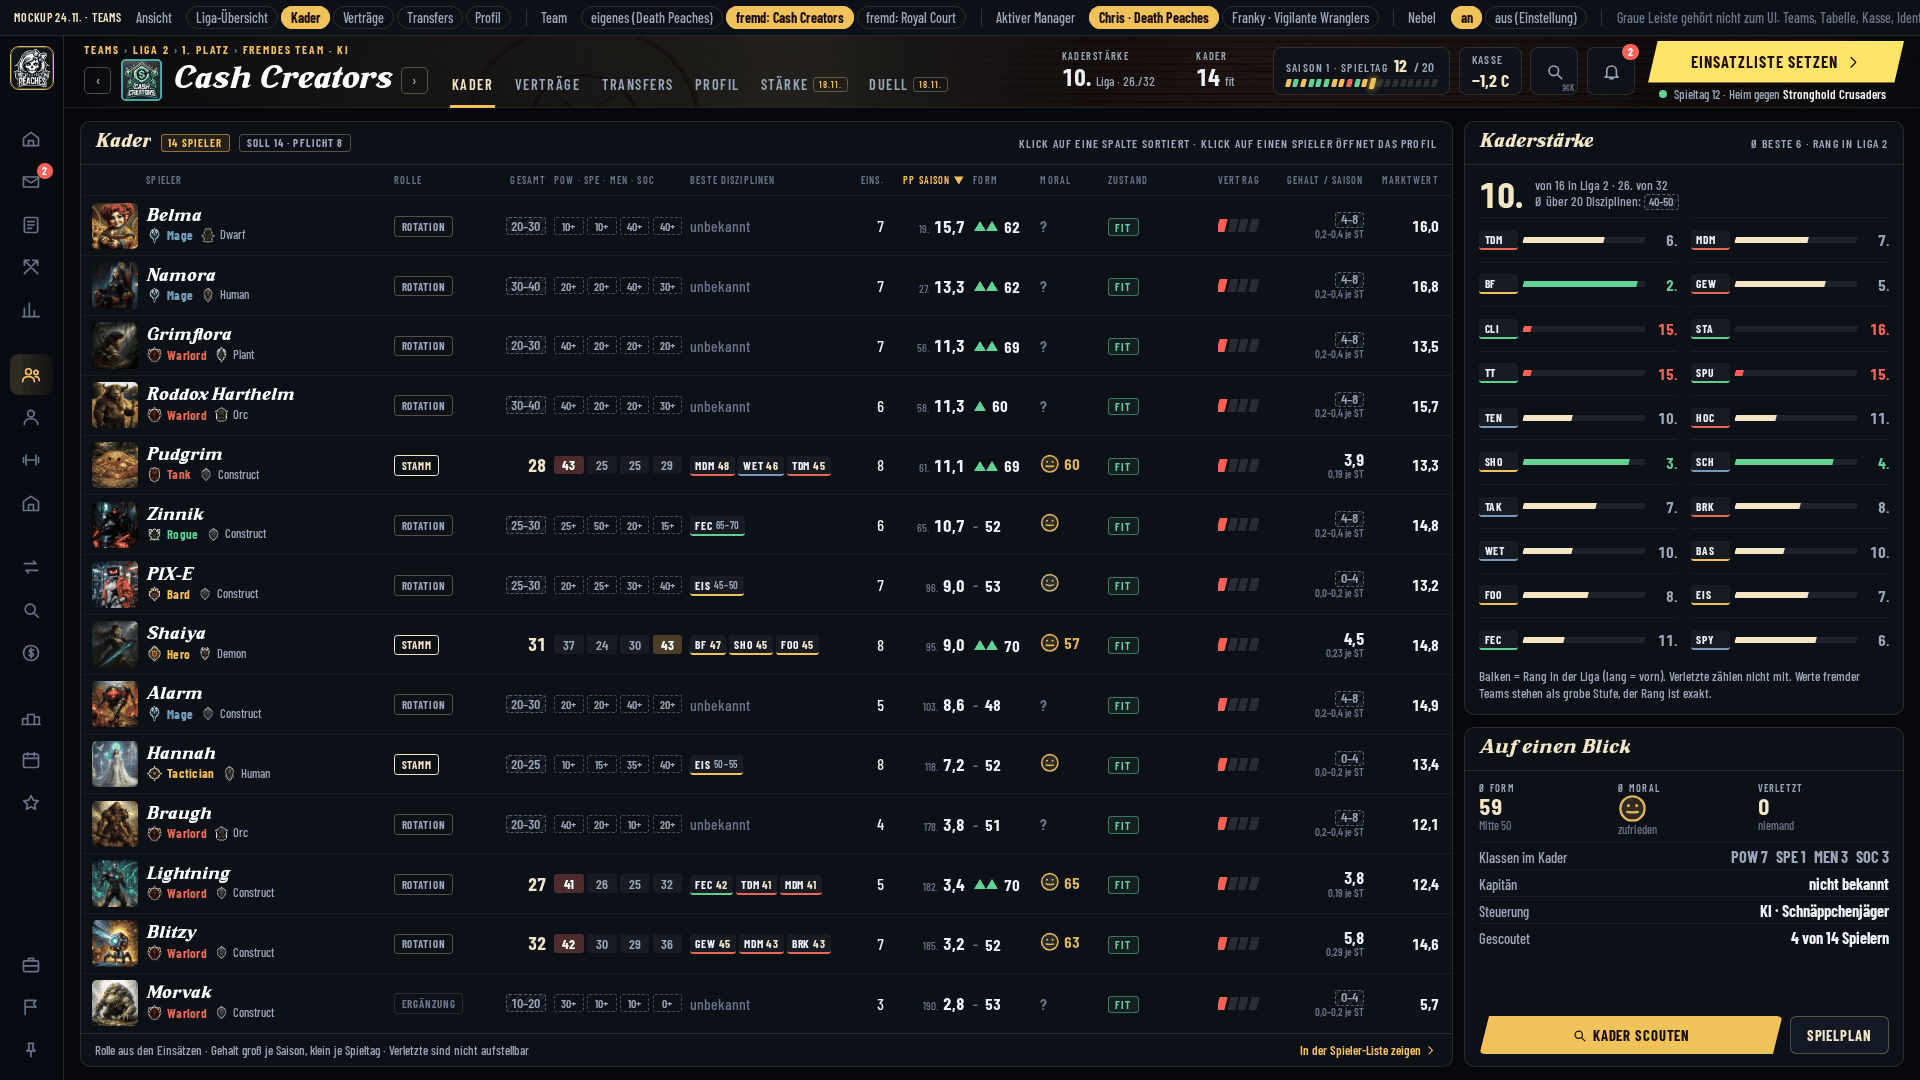 MOCKUP 24.11. · TEAMS Ansicht Liga-Übersicht Kader Verträge Transfers Profil Team eigenes (Death Peaches) fremd: Cash Creators fremd: Royal Court Aktiver Manager Chris · Death Peaches Franky · Vigilante Wranglers Nebel an aus (Einstellung) Graue Leiste gehört nicht zum UI. Teams, Tabelle, Kasse,
TEAMS › LIGA 2 › 1. PLATZ › FREMDES TEAM · KI
‹ Cash Creators ›
KADER VERTRÄGE TRANSFERS PROFIL STÄRKE 18.11. DUELL 18.11.
KADERSTÄRKE
10. Liga · 26./32
KADER
14 fit
SAISON 1 · SPIELTAG 12 / 20
KASSE
−1,2 C
⌘K
2
EINSATZLISTE SETZEN ›
Spieltag 12 · Heim gegen Stronghold Crusaders
2
Kader 14 SPIELER SOLL 14 · PFLICHT 8 KLICK AUF EINE SPALTE SORTIERT · KLICK AUF EINEN SPIELER ÖFFNET DAS PROFIL
SPIELER ROLLE GESAMT POW · SPE · MEN · SOC BESTE DISZIPLINEN EINS. PP SAISON ▼ FORM MORAL ZUSTAND VERTRAG GEHALT / SAISON MARKTWERT
Belma
Mage Dwarf
ROTATION 20–30 10+ 10+ 40+ 40+ unbekannt 7 19. 15,7 ▲▲ 62 ? FIT 4–8 0,2–0,4 je ST 16,0
Namora
Mage Human
ROTATION 30–40 20+ 20+ 40+ 30+ unbekannt 7 27. 13,3 ▲▲ 62 ? FIT 4–8 0,2–0,4 je ST 16,8
Grimflora
Warlord Plant
ROTATION 20–30 40+ 20+ 20+ 20+ unbekannt 7 56. 11,3 ▲▲ 69 ? FIT 4–8 0,2–0,4 je ST 13,5
Roddox Harthelm
Warlord Orc
ROTATION 30–40 40+ 20+ 20+ 30+ unbekannt 6 58. 11,3 ▲ 60 ? FIT 4–8 0,2–0,4 je ST 15,7
Pudgrim
Tank Construct
STAMM 28 43 25 25 29 MDM 48 WET 46 TDM 45 8 61. 11,1 ▲▲ 69 60 FIT 3,9 0,19 je ST 13,3
Zinnik
Rogue Construct
ROTATION 25–30 25+ 50+ 20+ 15+ FEC 65–70 6 65. 10,7 – 52 FIT 4–8 0,2–0,4 je ST 14,8
PIX-E
Bard Construct
ROTATION 25–30 20+ 25+ 30+ 40+ EIS 45–50 7 96. 9,0 – 53 FIT 0–4 0,0–0,2 je ST 13,2
Shaiya
Hero Demon
STAMM 31 37 24 30 43 BF 47 SHO 45 FOO 45 8 95. 9,0 ▲▲ 70 57 FIT 4,5 0,23 je ST 14,8
Alarm
Mage Construct
ROTATION 20–30 20+ 20+ 40+ 20+ unbekannt 5 103. 8,6 – 48 ? FIT 4–8 0,2–0,4 je ST 14,9
Hannah
Tactician Human
STAMM 20–25 10+ 15+ 35+ 40+ EIS 50–55 8 118. 7,2 – 52 FIT 0–4 0,0–0,2 je ST 13,4
Braugh
Warlord Orc
ROTATION 20–30 40+ 20+ 10+ 20+ unbekannt 4 178. 3,8 – 51 ? FIT 4–8 0,2–0,4 je ST 12,1
Lightning
Warlord Construct
ROTATION 27 41 26 25 32 FEC 42 TDM 41 MDM 41 5 182. 3,4 ▲▲ 70 65 FIT 3,8 0,19 je ST 12,4
Blitzy
Warlord Construct
ROTATION 32 42 30 29 36 GEW 45 MDM 43 BRK 43 7 185. 3,2 – 52 63 FIT 5,8 0,29 je ST 14,6
Morvak
Warlord Construct
ERGÄNZUNG 10–20 30+ 10+ 10+ 0+ unbekannt 3 190. 2,8 – 53 ? FIT 0–4 0,0–0,2 je ST 5,7
Rolle aus den Einsätzen · Gehalt groß je Saison, klein je Spieltag · Verletzte sind nicht aufstellbar In der Spieler-Liste zeigen ›
Kaderstärke Ø BESTE 6 · RANG IN LIGA 2
10. von 16 in Liga 2 · 26. von 32
Ø über 20 Disziplinen: 40–50
TDM 6. MDM 7.
BF 2. GEW 5.
CLI 15. STA 16.
TT 15. SPU 15.
TEN 10. HOC 11.
SHO 3. SCH 4.
TAK 7. BRK 8.
WET 10. BAS 10.
FOO 8. EIS 7.
FEC 11. SPY 6.
Balken = Rang in der Liga (lang = vorn). Verletzte zählen nicht mit. Werte fremder
Teams stehen als grobe Stufe, der Rang ist exakt.
Auf einen Blick
Ø FORM Ø MORAL VERLETZT
59 0
Mitte 50 zufrieden niemand
Klassen im Kader POW 7 SPE 1 MEN 3 SOC 3
Kapitän nicht bekannt
Steuerung KI · Schnäppchenjäger
Gescoutet 4 von 14 Spielern
KADER SCOUTEN SPIELPLAN